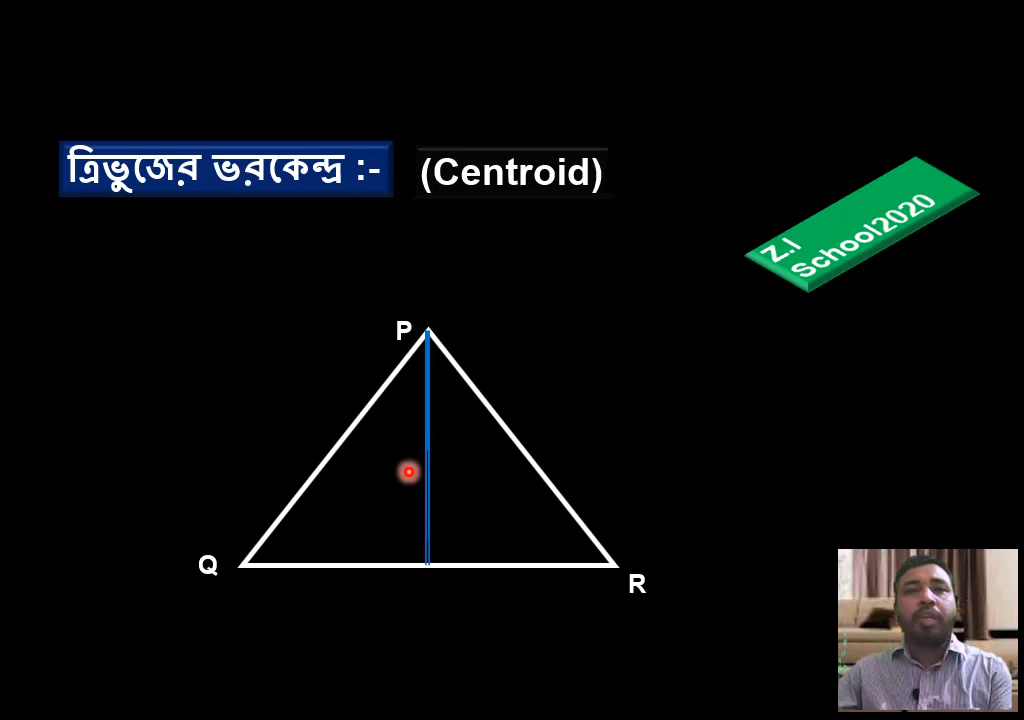 ত্রিভুজের ভরকেন্দ্র :- (Centroid)
Z.I
School2020
P
Q
R